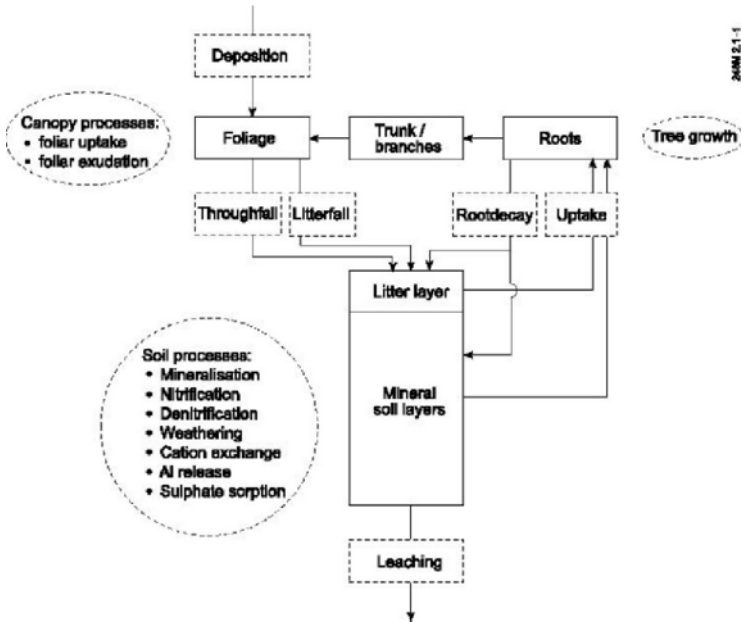 Deposition
Canopy processes:
• foliar uptake
• foliar exudation
Foliage
Trunk /
branches
Roots
Tree growth
Throughfall
Litterfall
Rootdecay
Uptake
Litter layer
Soil processes:
• Mineralisation
• Nitrification
• Denitrification
• Weathering
• Cation exchange
• Al release
• Sulphate sorption
Mineral
soil layers
Leaching